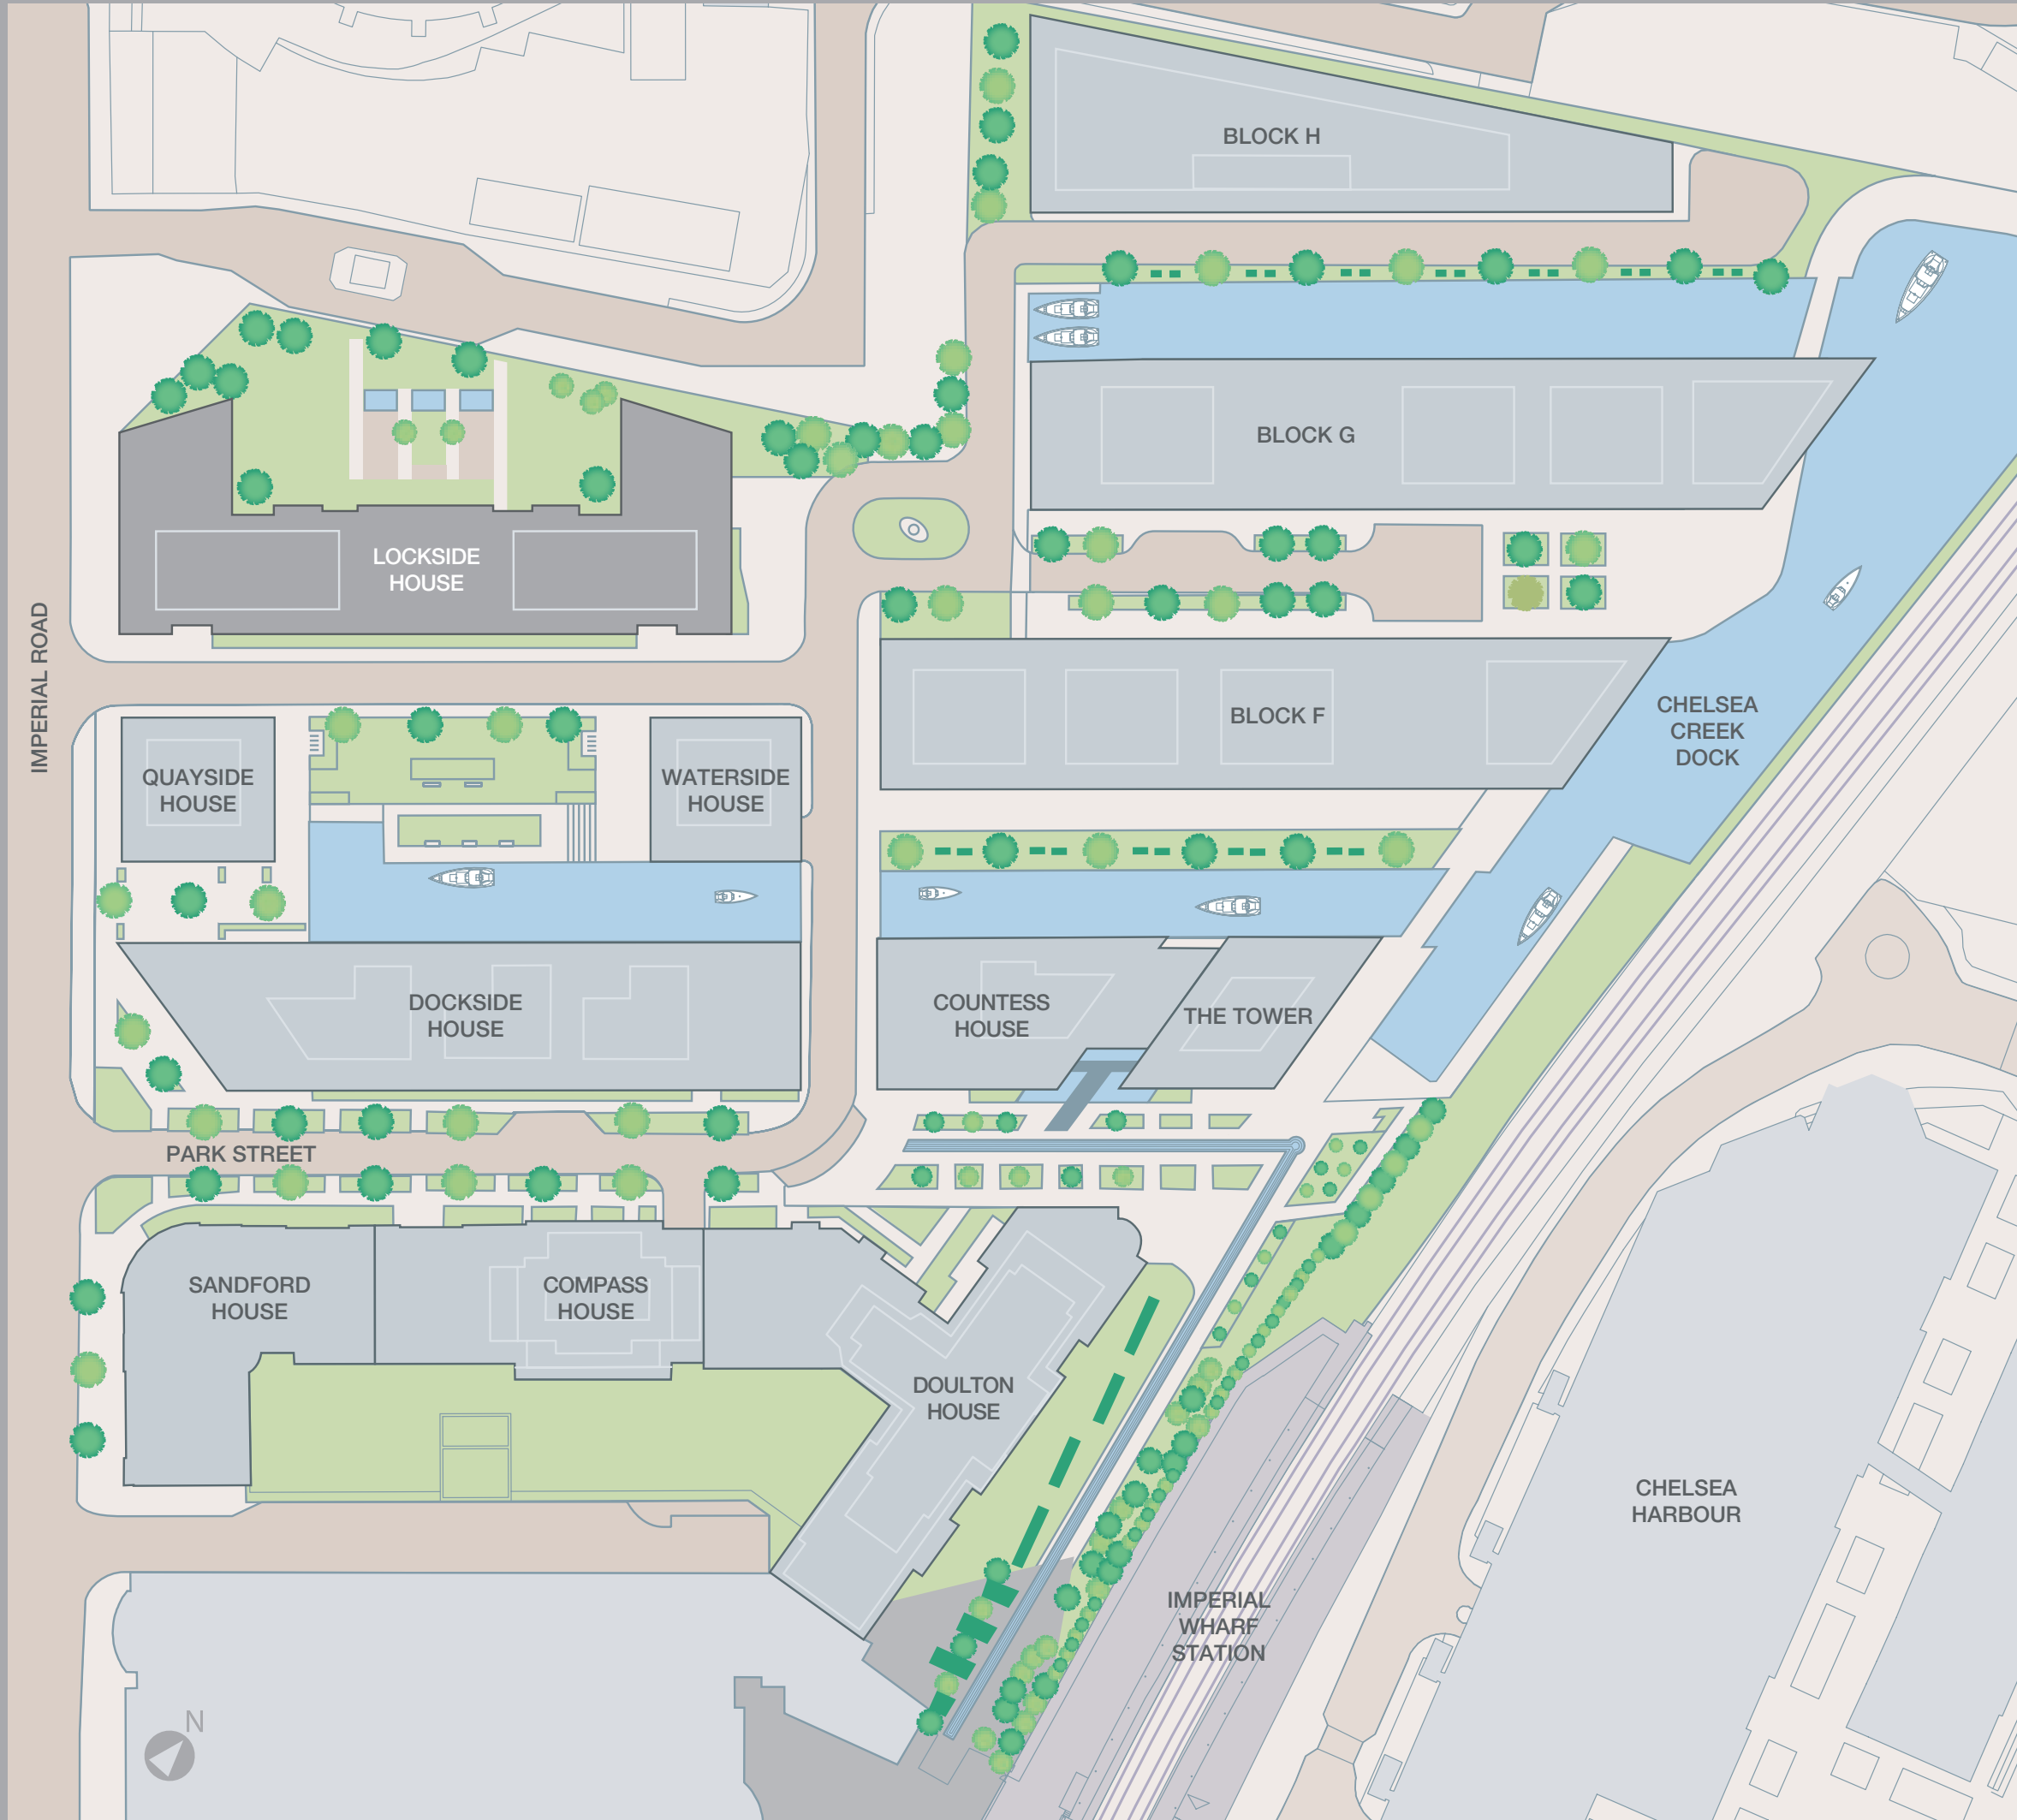 BLOCK H
BLOCK G
LOCKSIDE
HOUSE
IMPERIAL ROAD
BLOCK F
CHELSEA
CREEK
DOCK
QUAYSIDE
HOUSE
WATERSIDE
HOUSE
DOCKSIDE
HOUSE
COUNTESS
HOUSE
THE TOWER
PARK STREET
SANDFORD
HOUSE
COMPASS
HOUSE
DOULTON
HOUSE
CHELSEA
HARBOUR
IMPERIAL
WHARF
STATION
N